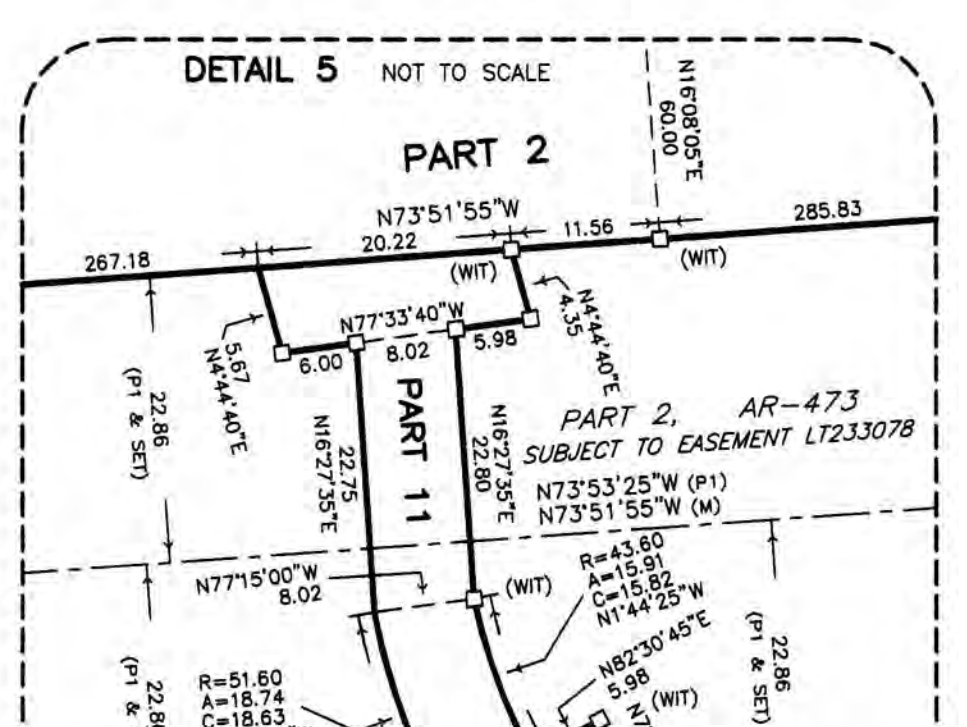 DETAIL 5 NOT TO SCALE
N16°08'05"E
60.00
PART 2
N73°51'55"W
267.18
20.22
11.56
285.83
(WIT)
(WIT)
N77°33'40"W
6.00
8.02
5.98
5.67
N4°44'40"E
N4°44'40"E
4.35
22.86
(P1 & SET)
PART 11
N16°27'35"E
22.75
N16°27'35"E
22.80
PART 2, AR-473
SUBJECT TO EASEMENT LT233078
N73°53'25"W (P1)
N73°51'55"W (M)
N77°15'00"W
8.02
(WIT)
R=43.60
A=15.91
C=15.82
N1°44'25"W
N82°30'45"E
5.98
(WIT)
22.86
(P1 & SET)
(P1 &
R=51.60
A=18.74
C=18.63